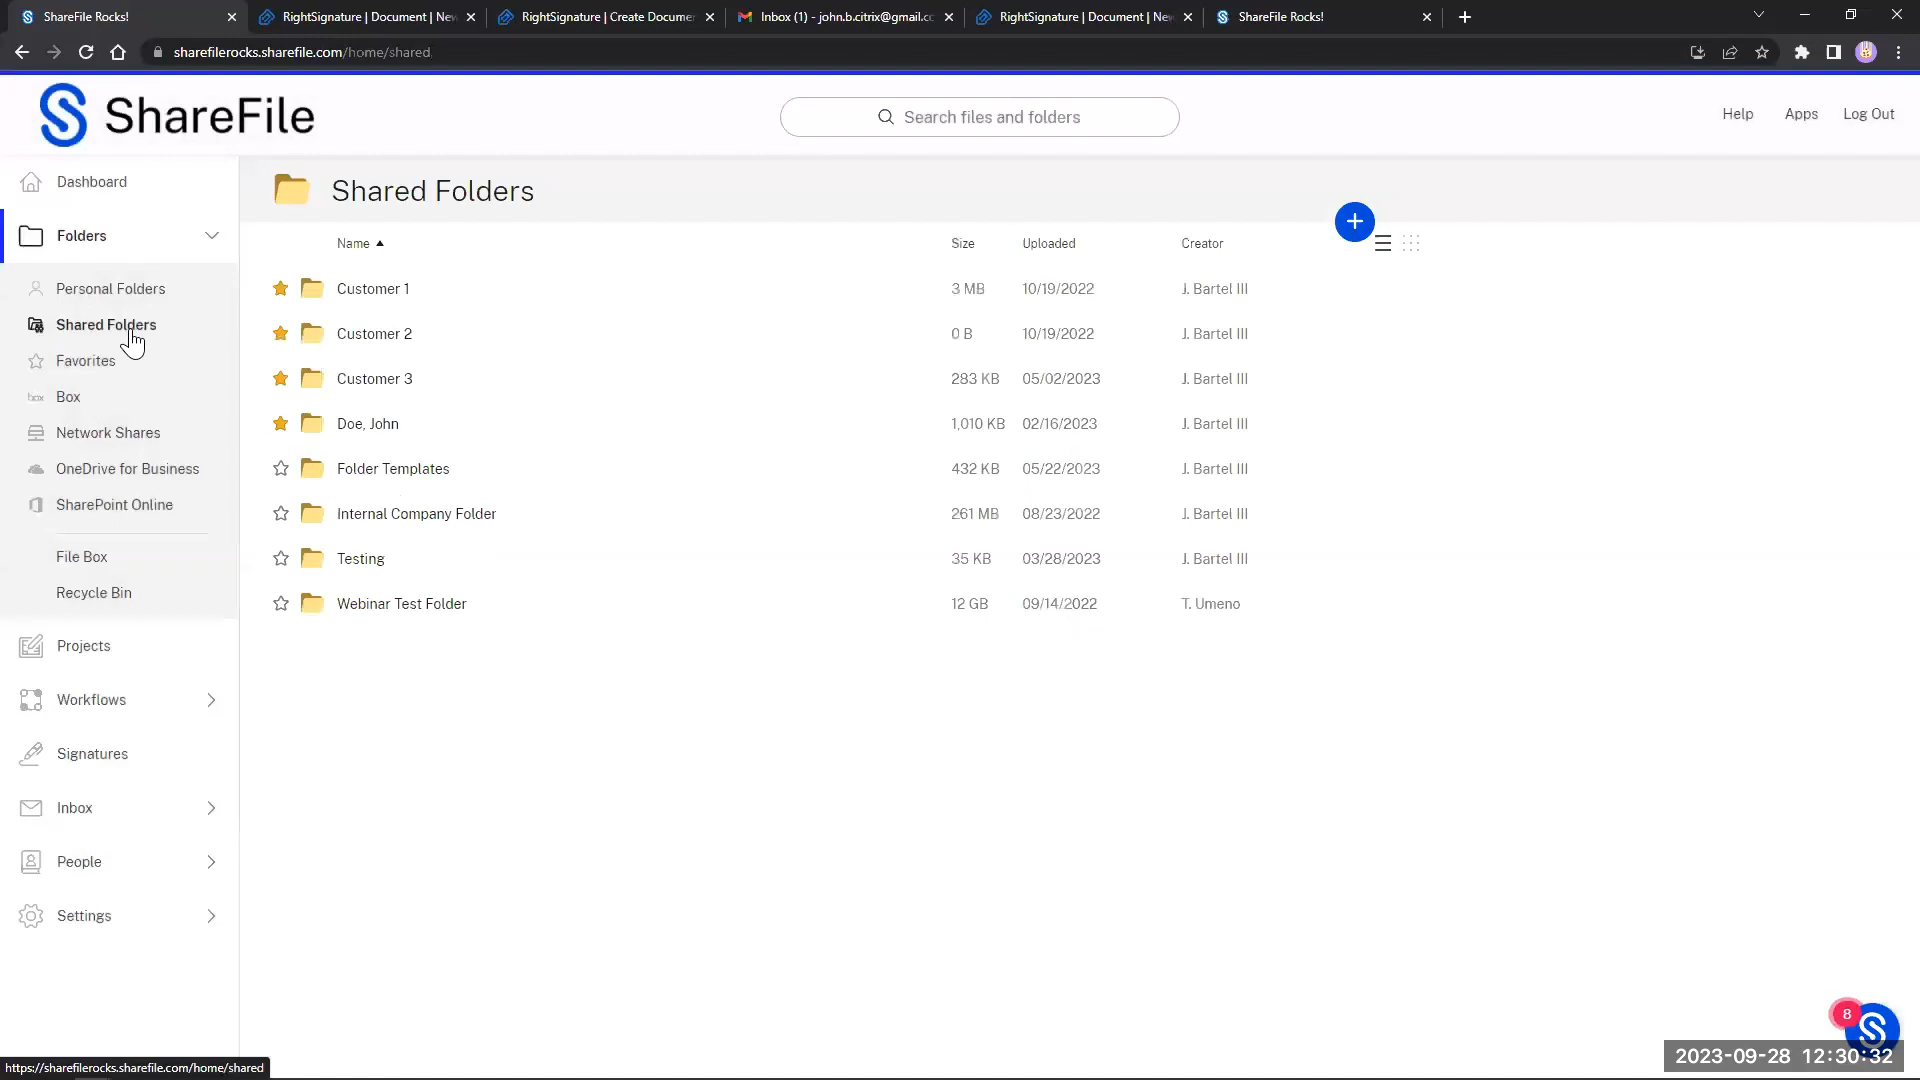 ShareFile Rocks!
RightSignature | Document | New
RightSignature | Create Documen
Inbox (1) - john.b.citrix@gmail.co
RightSignature | Document | New
ShareFile Rocks!
sharefilerocks.sharefile.com/home/shared
ShareFile
Search files and folders
Help
Apps
Log Out
Dashboard
Folders
Personal Folders
Shared Folders
Favorites
box Box
Network Shares
OneDrive for Business
SharePoint Online
File Box
Recycle Bin
Projects
Workflows
Signatures
Inbox
People
Settings
Shared Folders
Name Size Uploaded Creator
Customer 1 3 MB 10/19/2022 J. Bartel III
Customer 2 0 B 10/19/2022 J. Bartel III
Customer 3 283 KB 05/02/2023 J. Bartel III
Doe, John 1,010 KB 02/16/2023 J. Bartel III
Folder Templates 432 KB 05/22/2023 J. Bartel III
Internal Company Folder 261 MB 08/23/2022 J. Bartel III
Testing 35 KB 03/28/2023 J. Bartel III
Webinar Test Folder 12 GB 09/14/2022 T. Umeno
8
2023-09-28 12:30:32
https://sharefilerocks.sharefile.com/home/shared